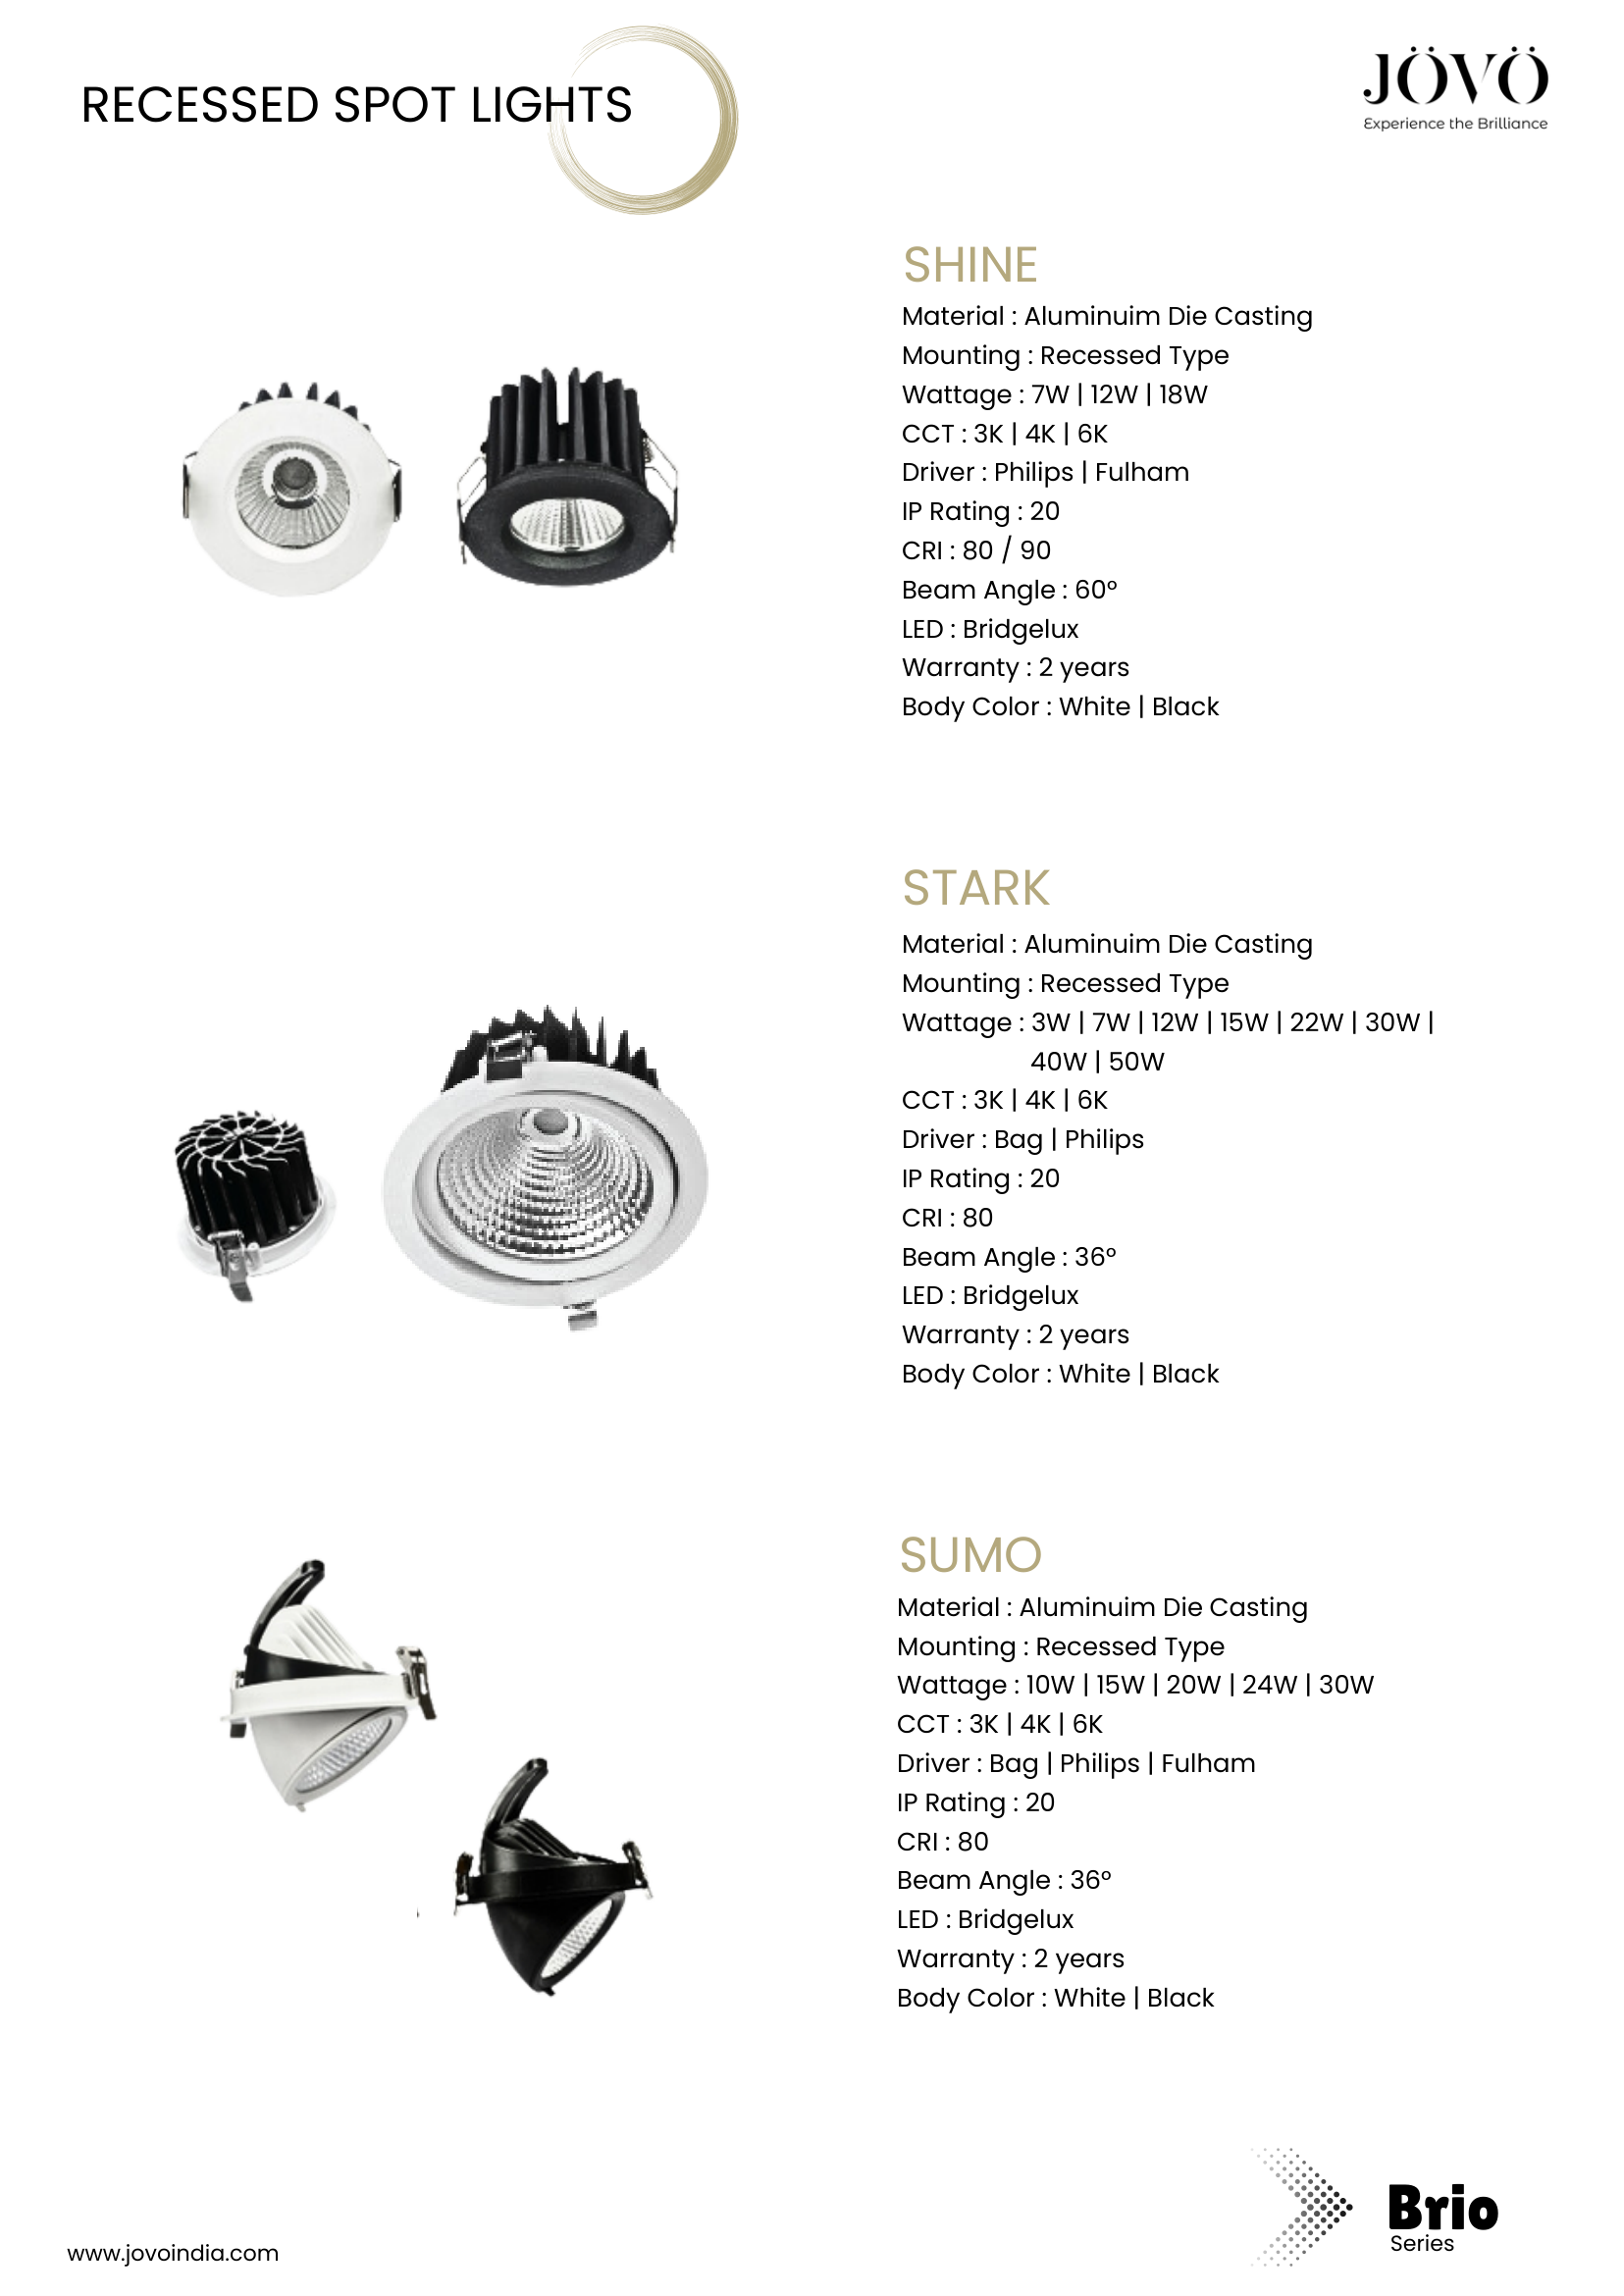 RECESSED SPOT LIGHTS
JÖVÖ
Experience the Brilliance
SHINE
Material : Aluminuim Die Casting
Mounting : Recessed Type
Wattage : 7W | 12W | 18W
CCT : 3K | 4K | 6K
Driver : Philips | Fulham
IP Rating : 20
CRI : 80 / 90
Beam Angle : 60°
LED : Bridgelux
Warranty : 2 years
Body Color : White | Black
STARK
Material : Aluminuim Die Casting
Mounting : Recessed Type
Wattage : 3W | 7W | 12W | 15W | 22W | 30W |
40W | 50W
CCT : 3K | 4K | 6K
Driver : Bag | Philips
IP Rating : 20
CRI : 80
Beam Angle : 36°
LED : Bridgelux
Warranty : 2 years
Body Color : White | Black
SUMO
Material : Aluminuim Die Casting
Mounting : Recessed Type
Wattage : 10W | 15W | 20W | 24W | 30W
CCT : 3K | 4K | 6K
Driver : Bag | Philips | Fulham
IP Rating : 20
CRI : 80
Beam Angle : 36°
LED : Bridgelux
Warranty : 2 years
Body Color : White | Black
Brio
Series
www.jovoindia.com